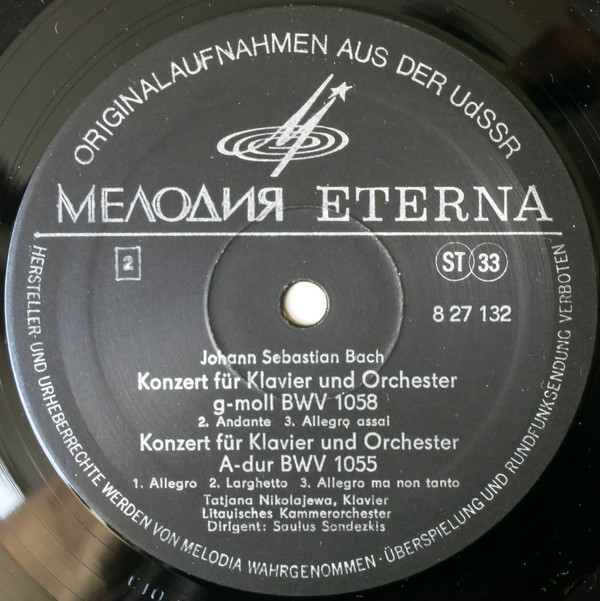 ORIGINALAUFNAHMEN AUS DER UdSSR
МЕЛОДИЯ ETERNA
2
ST 33
8 27 132
Johann Sebastian Bach
Konzert für Klavier und Orchester
g-moll BWV 1058
2. Andante 3. Allegro assai
Konzert für Klavier und Orchester
A-dur BWV 1055
1. Allegro 2. Larghetto 3. Allegro ma non tanto
Tatjana Nikolajewa, Klavier
Litauisches Kammerorchester
Dirigent: Saulus Sondezkis
HERSTELLER- UND URHEBERRECHTE WERDEN VON MELODIA WAHRGENOMMEN · ÜBERSPIELUNG UND RUNDFUNKSENDUNG VERBOTEN